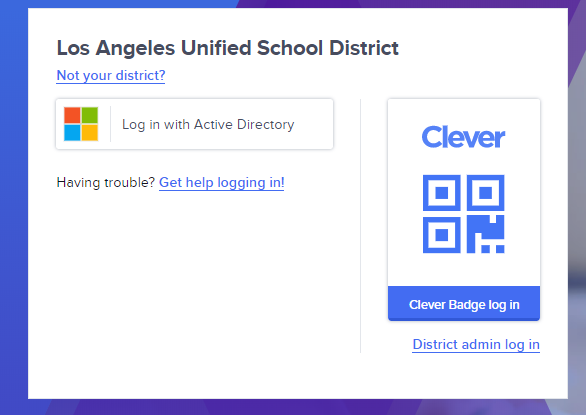 Los Angeles Unified School District
Not your district?
Log in with Active Directory
Having trouble? Get help logging in!
Clever
Clever Badge log in
District admin log in